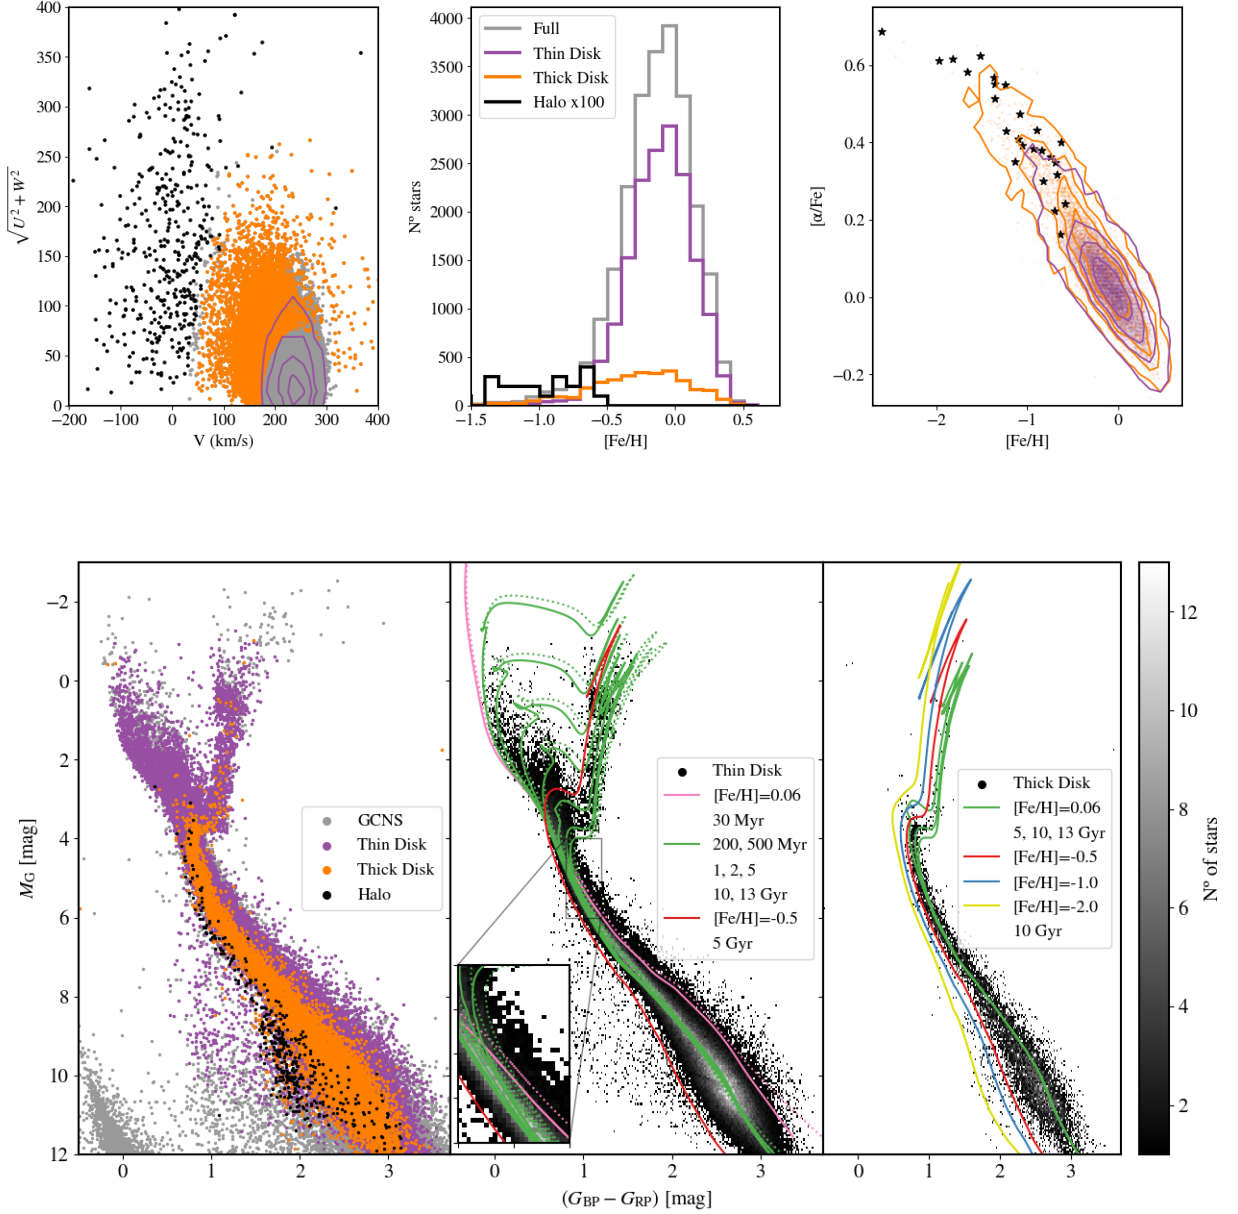 400
350
300
250
200
150
100
50
0
√U² + W²
−200 −100 0 100 200 300 400
V (km/s)
4000
3500
3000
2500
2000
1500
1000
500
0
Nº stars
Full
Thin Disk
Thick Disk
Halo x100
−1.5 −1.0 −0.5 0.0 0.5
[Fe/H]
0.6
0.4
0.2
0.0
−0.2
[α/Fe]
−2 −1 0
[Fe/H]
−2
0
2
4
6
8
10
12
M_G [mag]
GCNS
Thin Disk
Thick Disk
Halo
0 1 2 3
Thin Disk
[Fe/H]=0.06
30 Myr
200, 500 Myr
1, 2, 5
10, 13 Gyr
[Fe/H]=-0.5
5 Gyr
0 1 2 3
(G_BP − G_RP) [mag]
Thick Disk
[Fe/H]=0.06
5, 10, 13 Gyr
[Fe/H]=-0.5
[Fe/H]=-1.0
[Fe/H]=-2.0
10 Gyr
0 1 2 3
12
10
8
6
4
2
Nº of stars